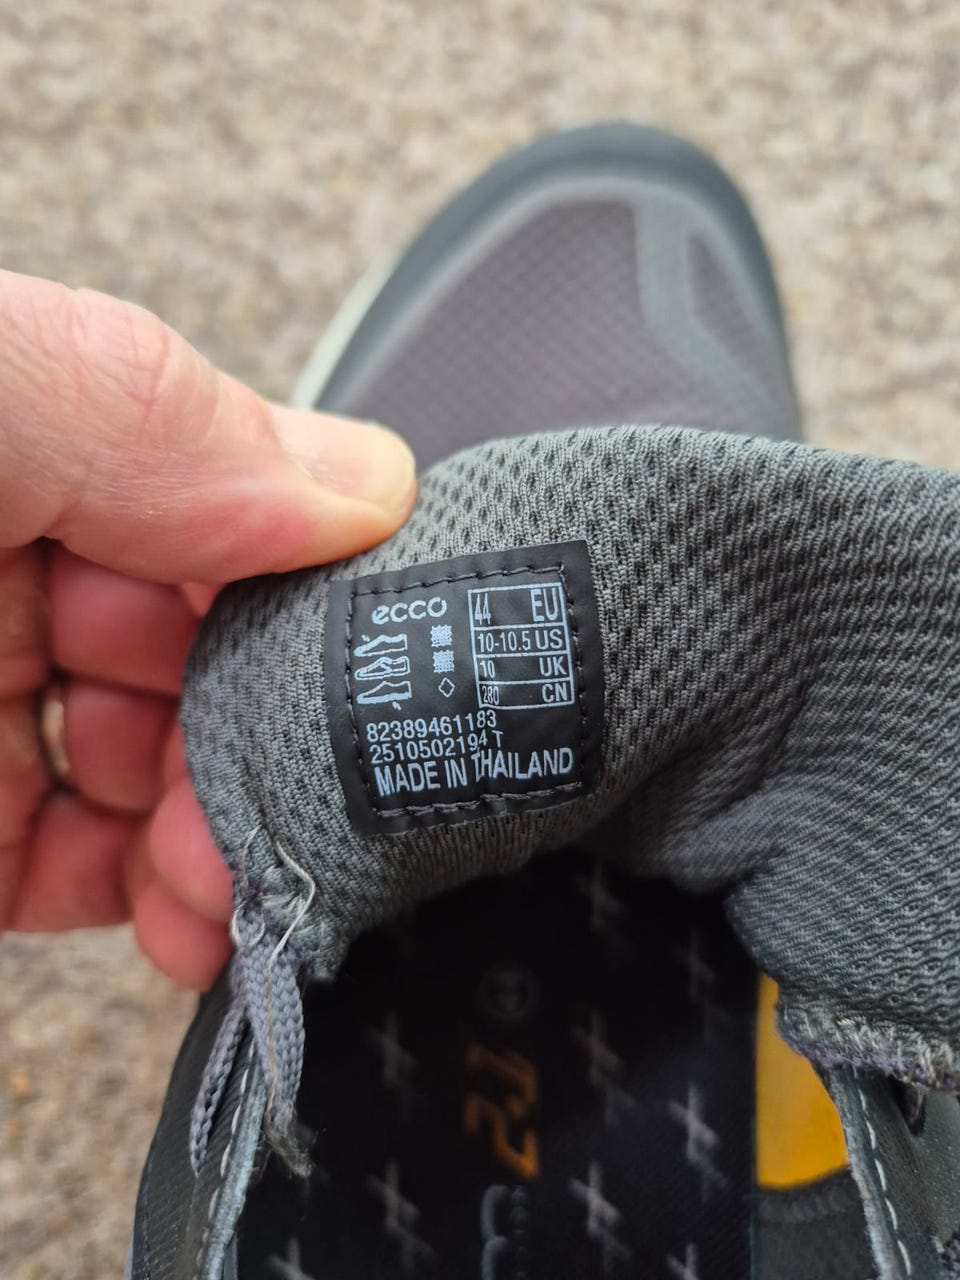 ecco
44 EU
10-10.5 US
10 UK
280 CN
82389461183
2510502194 T
MADE IN THAILAND